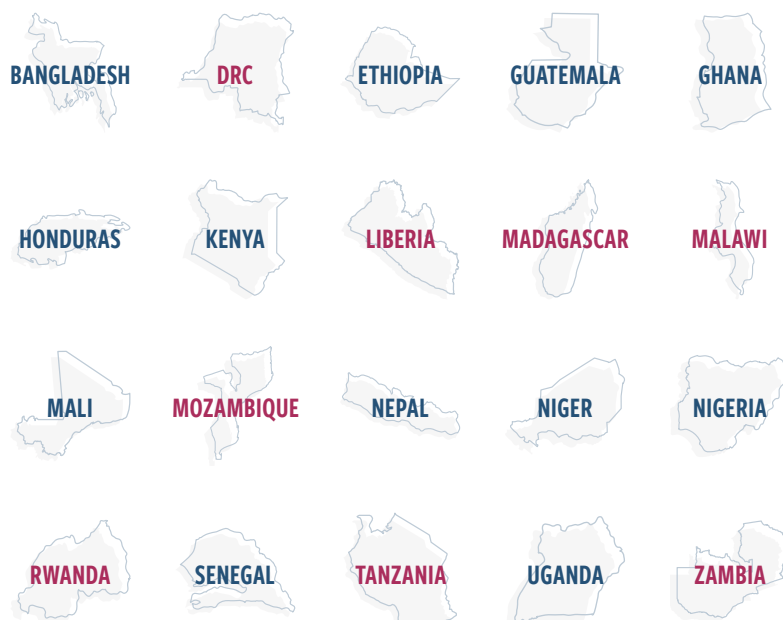 BANGLADESH
DRC
ETHIOPIA
GUATEMALA
GHANA
HONDURAS
KENYA
LIBERIA
MADAGASCAR
MALAWI
MALI
MOZAMBIQUE
NEPAL
NIGER
NIGERIA
RWANDA
SENEGAL
TANZANIA
UGANDA
ZAMBIA